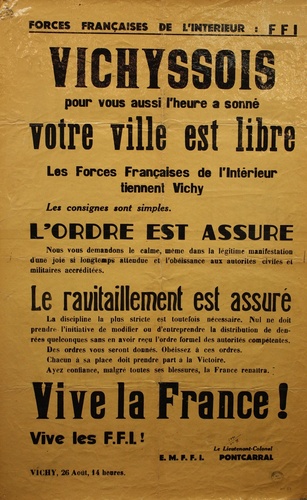 FORCES FRANÇAISES DE L'INTERIEUR : FFI
VICHYSSOIS
pour vous aussi l'heure a sonné
votre ville est libre
Les Forces Françaises de l'Intérieur
tiennent Vichy
Les consignes sont simples.
L'ORDRE EST ASSURE
Nous vous demandons le calme, même dans la légitime manifestation
d'une joie si longtemps attendue et l'obéissance aux autorités civiles et
militaires accréditées.
Le ravitaillement est assuré
La discipline la plus stricte est toutefois nécessaire. Nul ne doit
prendre l'initiative de modifier ou d'entreprendre la distribution de den-
rées quelconques sans en avoir reçu l'ordre formel des autorités compétentes.
Des ordres vous seront donnés. Obéissez à ces ordres.
Chacun à sa place doit prendre part à la Victoire.
Ayez confiance, malgré toutes ses blessures, la France renaîtra.
Vive la France !
Vive les F.F.I. !
Le Lieutenant-Colonel
E. M. F. F. I. PONTCARRAL
VICHY, 26 Août, 14 heures.